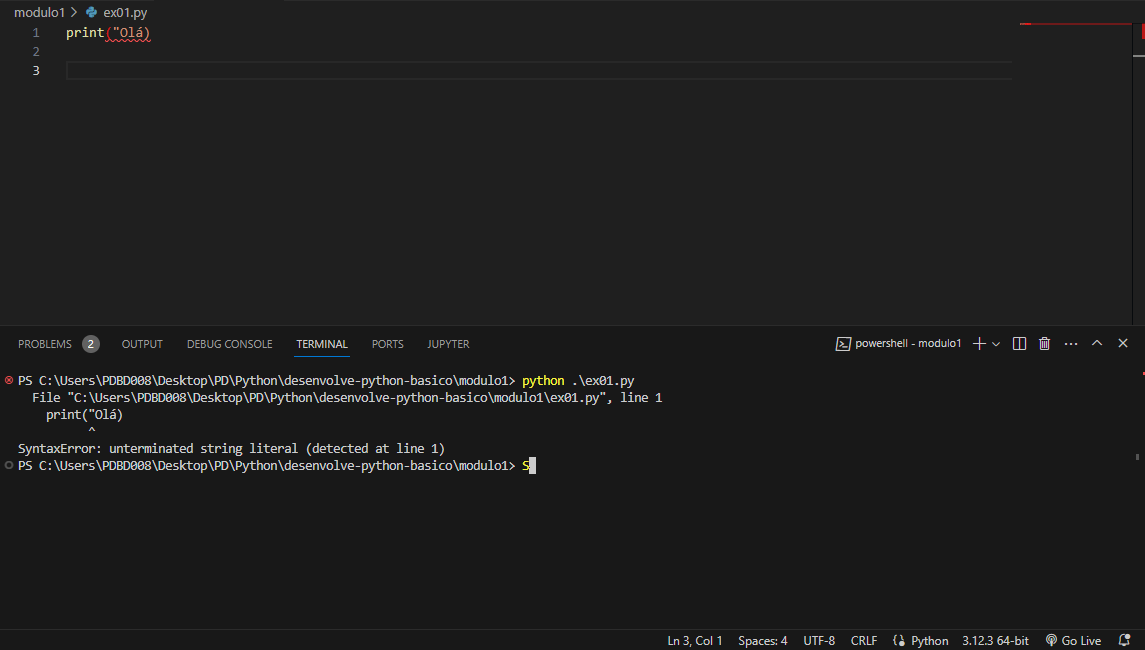 modulo1 > ex01.py
1 print("Olá)
2
3
PROBLEMS 2 OUTPUT DEBUG CONSOLE TERMINAL PORTS JUPYTER powershell - modulo1
PS C:\Users\PDBD008\Desktop\PD\Python\desenvolve-python-basico\modulo1> python .\ex01.py
File "C:\Users\PDBD008\Desktop\PD\Python\desenvolve-python-basico\modulo1\ex01.py", line 1
print("Olá)
^
SyntaxError: unterminated string literal (detected at line 1)
PS C:\Users\PDBD008\Desktop\PD\Python\desenvolve-python-basico\modulo1> S
Ln 3, Col 1 Spaces: 4 UTF-8 CRLF Python 3.12.3 64-bit Go Live